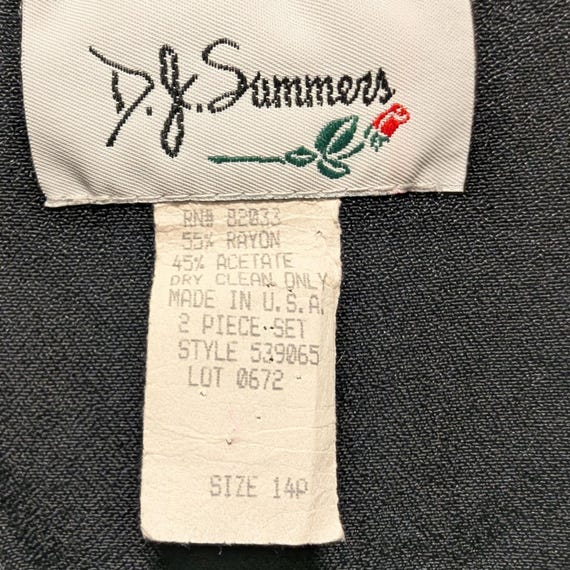 D.J. Summers
RN# 82033
55% RAYON
45% ACETATE
DRY CLEAN ONLY
MADE IN U.S.A.
2 PIECE SET
STYLE 539065
LOT 0672
SIZE 14P